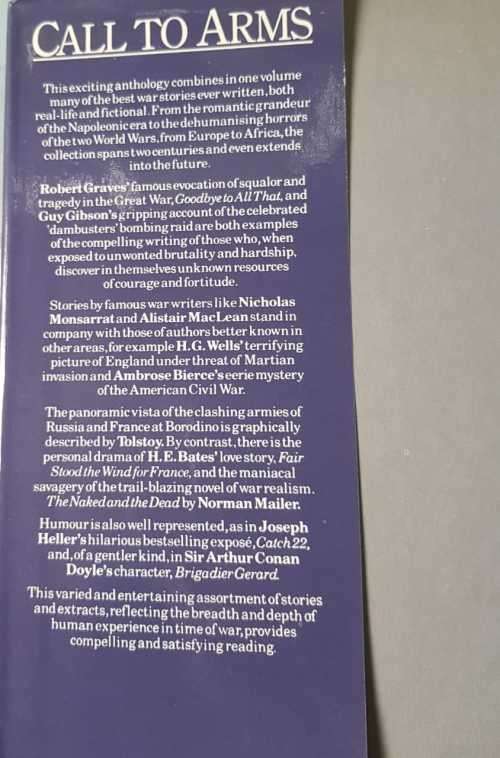 CALL TO ARMS
This exciting anthology combines in one volume
many of the best war stories ever written, both
real-life and fictional. From the romantic grandeur
of the Napoleonic era to the dehumanising horrors
of the two World Wars, from Europe to Africa, the
collection spans two centuries and even extends
into the future.
Robert Graves' famous evocation of squalor and
tragedy in the Great War, Goodbye to All That, and
Guy Gibson's gripping account of the celebrated
'dambusters' bombing raid are both examples
of the compelling writing of those who, when
exposed to unwonted brutality and hardship,
discover in themselves unknown resources
of courage and fortitude.
Stories by famous war writers like Nicholas
Monsarrat and Alistair MacLean stand in
company with those of authors better known in
other areas, for example H.G. Wells' terrifying
picture of England under threat of Martian
invasion and Ambrose Bierce's eerie mystery
of the American Civil War.
The panoramic vista of the clashing armies of
Russia and France at Borodino is graphically
described by Tolstoy. By contrast, there is the
personal drama of H.E. Bates' love story, Fair
Stood the Wind for France, and the maniacal
savagery of the trail-blazing novel of war realism.
The Naked and the Dead by Norman Mailer.
Humour is also well represented, as in Joseph
Heller's hilarious bestselling exposé, Catch 22,
and, of a gentler kind, in Sir Arthur Conan
Doyle's character, Brigadier Gerard.
This varied and entertaining assortment of stories
and extracts, reflecting the breadth and depth of
human experience in time of war, provides
compelling and satisfying reading.